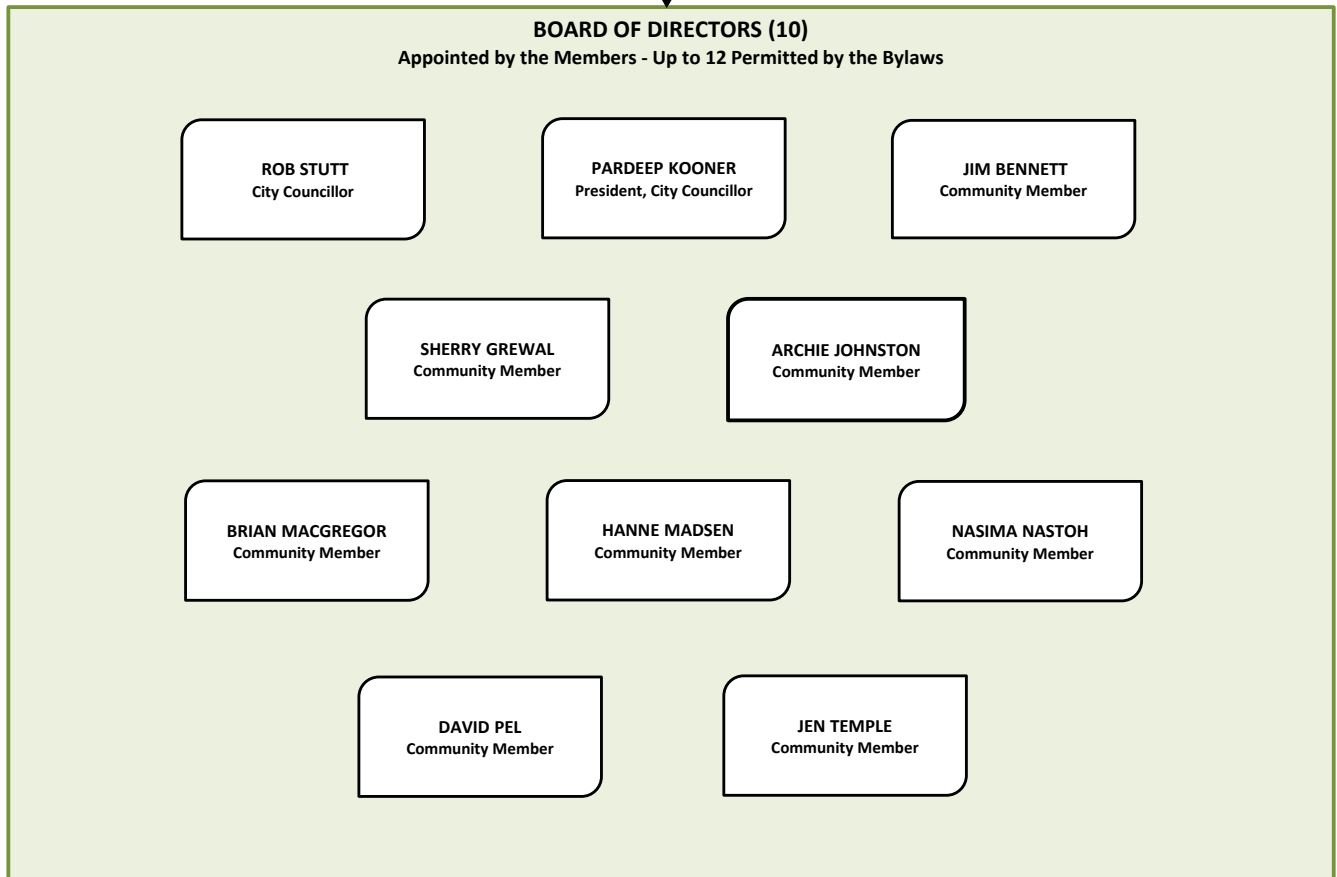 BOARD OF DIRECTORS (10)
Appointed by the Members - Up to 12 Permitted by the Bylaws
ROB STUTT
City Councillor
PARDEEP KOONER
President, City Councillor
JIM BENNETT
Community Member
SHERRY GREWAL
Community Member
ARCHIE JOHNSTON
Community Member
BRIAN MACGREGOR
Community Member
HANNE MADSEN
Community Member
NASIMA NASTOH
Community Member
DAVID PEL
Community Member
JEN TEMPLE
Community Member